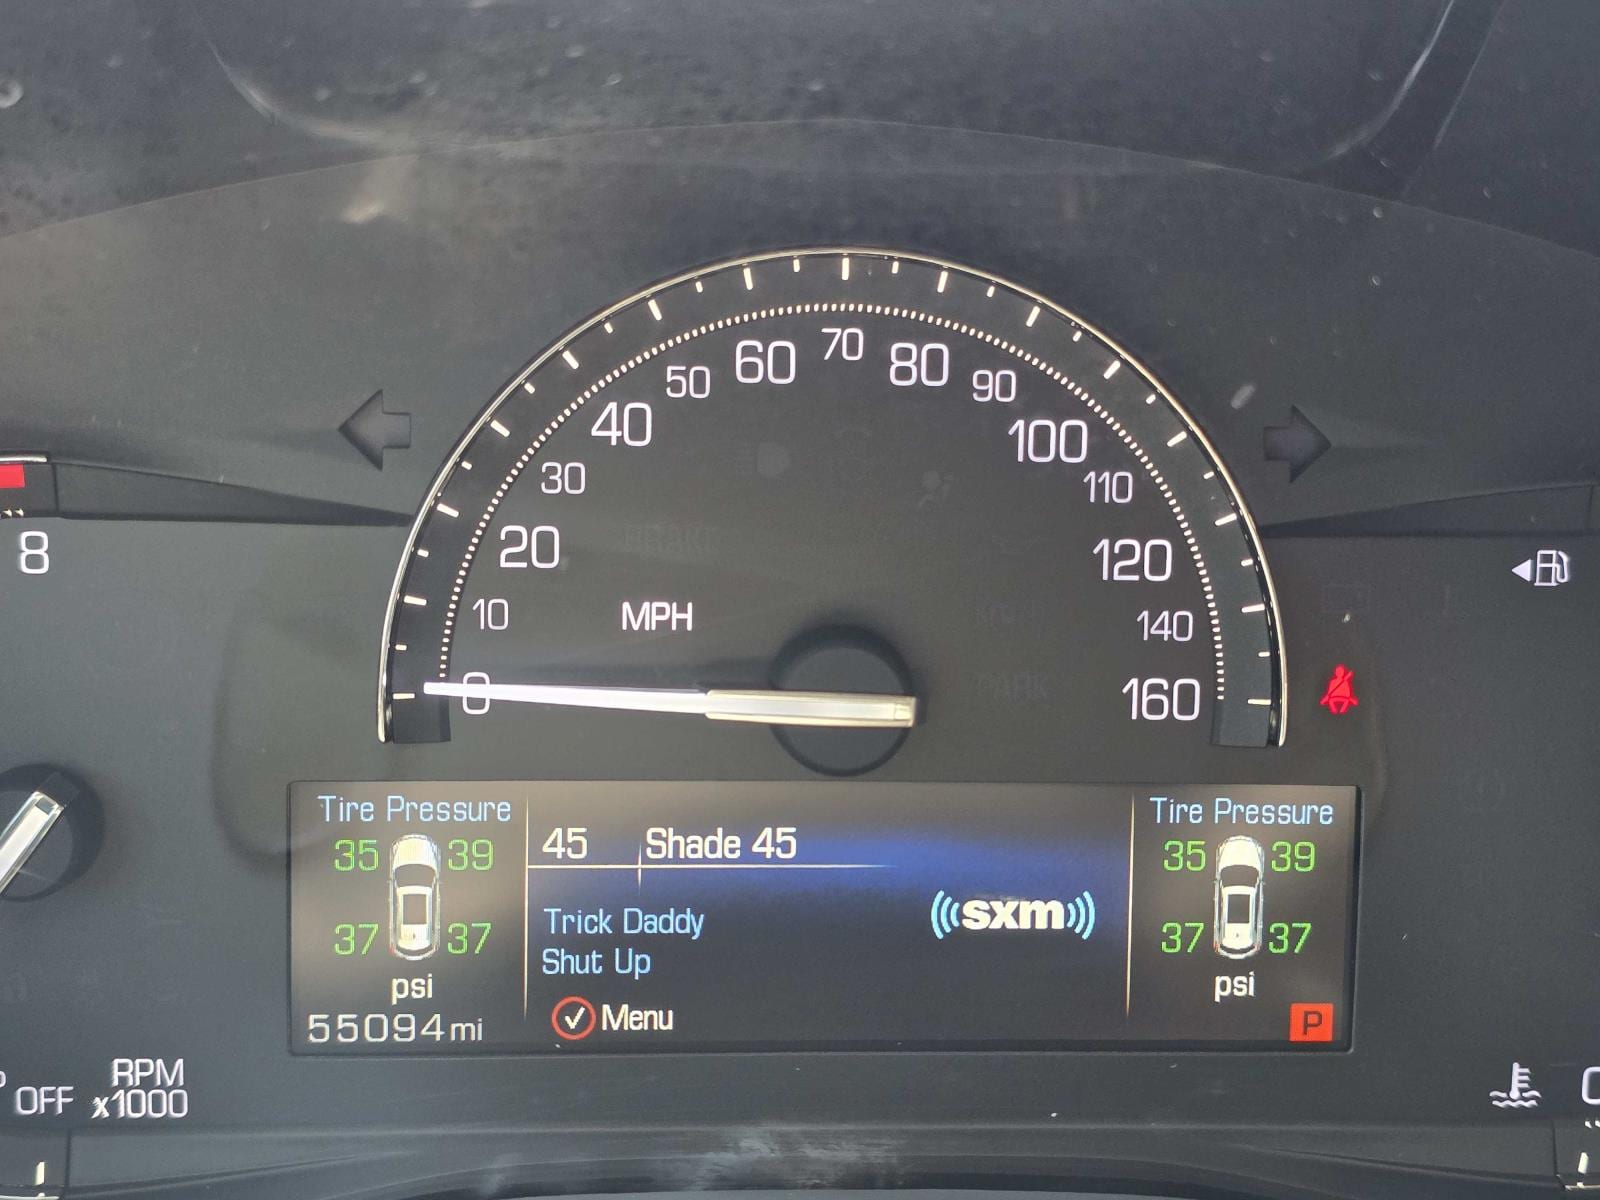 70
60 80
50 90
40 100
30 110
20 120
8
BRAKE
10 MPH 140
PARK
0 160
Tire Pressure
35 39
37 37
psi
55094 mi
45 Shade 45
Trick Daddy
Shut Up
Menu
(((sxm)))
Tire Pressure
35 39
37 37
psi
P
OFF
RPM
x1000